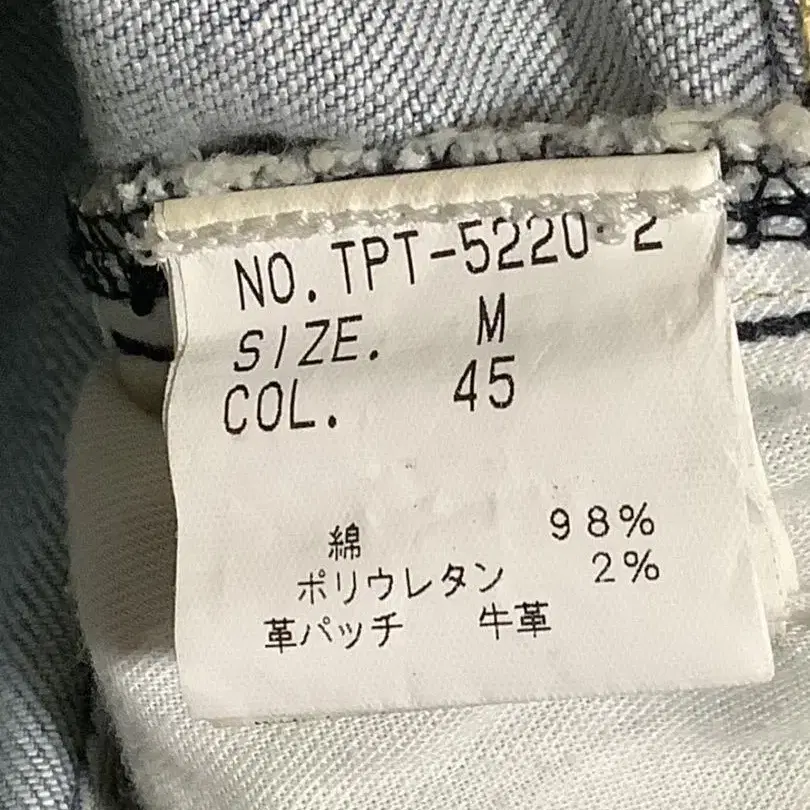 NO. TPT-5220-2
SIZE. M
COL. 45
綿 98%
ポリウレタン 2%
革パッチ 牛革